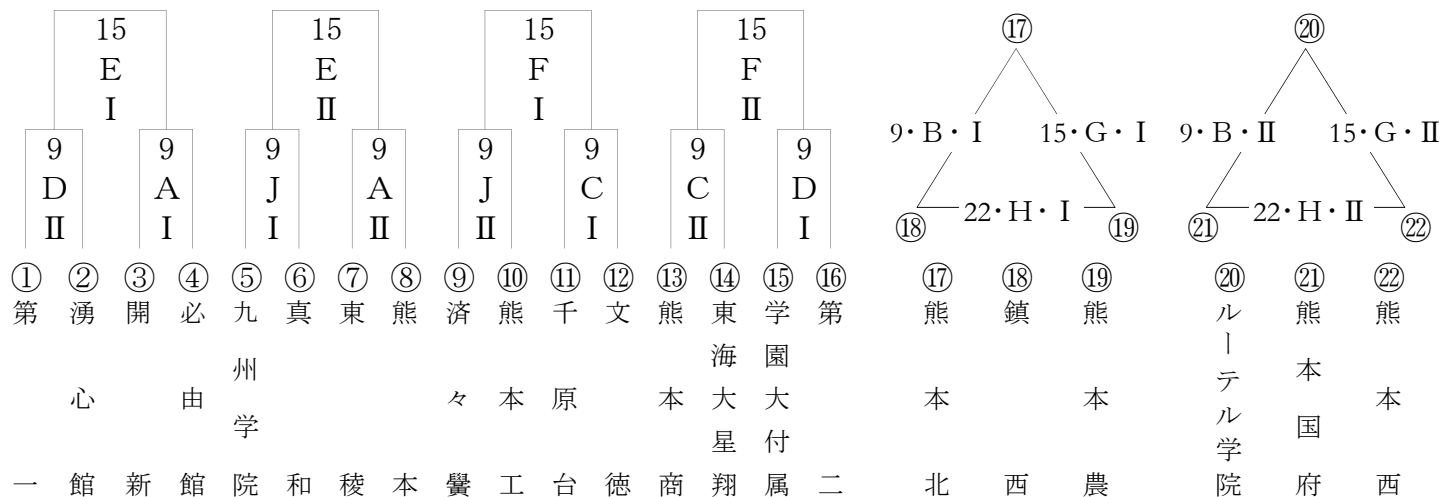 15 E Ⅰ
15 E Ⅱ
15 F Ⅰ
15 F Ⅱ
9 D Ⅱ
9 A Ⅰ
9 J Ⅰ
9 A Ⅱ
9 J Ⅱ
9 C Ⅰ
9 C Ⅱ
9 D Ⅰ
①第一
②湧心館
③開新
④必由館
⑤九州学院
⑥真和
⑦東稜
⑧熊本
⑨済々黌
⑩熊本工
⑪千原台
⑫文徳
⑬熊本商
⑭東海大星翔
⑮学園大付属
⑯第二
⑰
9・B・Ⅰ
15・G・Ⅰ
⑱
22・H・Ⅰ
⑲
⑰熊本北
⑱鎮西
⑲熊本農
⑳
9・B・Ⅱ
15・G・Ⅱ
㉑
22・H・Ⅱ
㉒
⑳ルーテル学院
㉑熊本国府
㉒熊本西